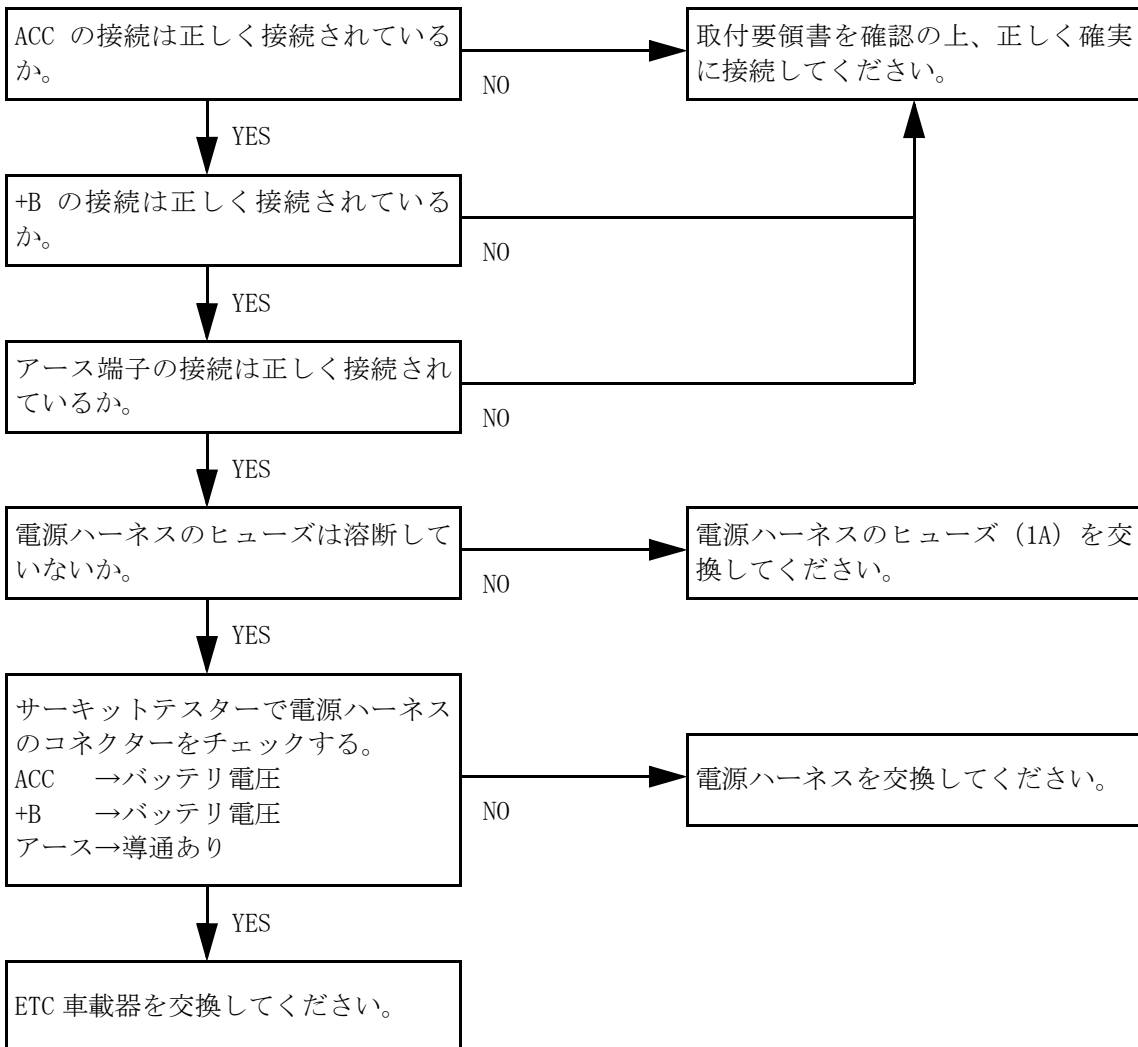 ACC の接続は正しく接続されている
か。
NO
取付要領書を確認の上、正しく確実
に接続してください。
YES
+B の接続は正しく接続されている
か。
NO
YES
アース端子の接続は正しく接続され
ているか。
NO
YES
電源ハーネスのヒューズは溶断して
いないか。
NO
電源ハーネスのヒューズ (1A) を交
換してください。
YES
サーキットテスターで電源ハーネス
のコネクターをチェックする。
ACC →バッテリ電圧
+B →バッテリ電圧
アース→導通あり
NO
電源ハーネスを交換してください。
YES
ETC 車載器を交換してください。